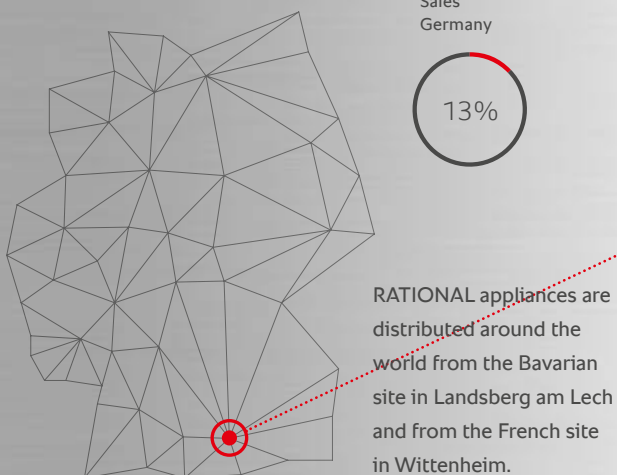 Sales
Germany
13%
RATIONAL appliances are
distributed around the
world from the Bavarian
site in Landsberg am Lech
and from the French site
in Wittenheim.